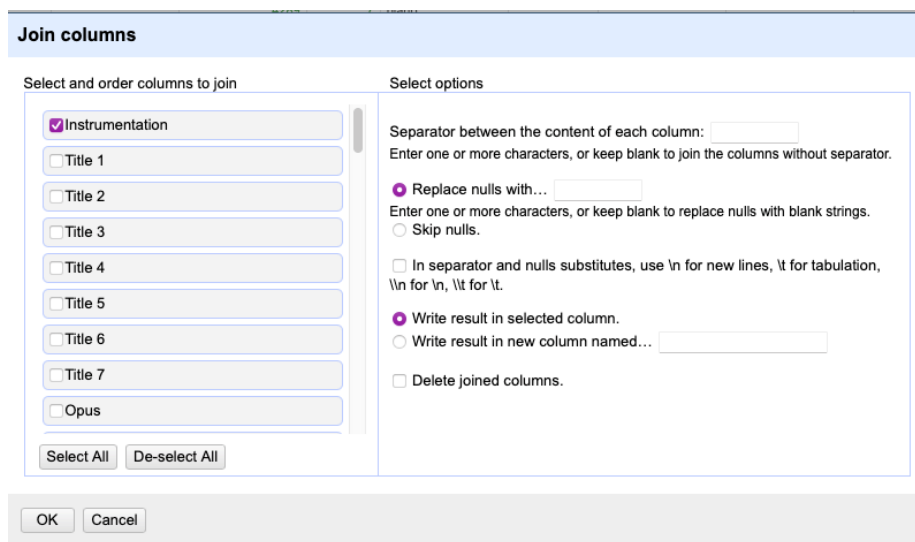 Join columns
Select and order columns to join
Instrumentation
Title 1
Title 2
Title 3
Title 4
Title 5
Title 6
Title 7
Opus
Select All
De-select All
Select options
Separator between the content of each column:
Enter one or more characters, or keep blank to join the columns without separator.
Replace nulls with...
Enter one or more characters, or keep blank to replace nulls with blank strings.
Skip nulls.
In separator and nulls substitutes, use \n for new lines, \t for tabulation,
\\n for \n, \\t for \t.
Write result in selected column.
Write result in new column named...
Delete joined columns.
OK
Cancel